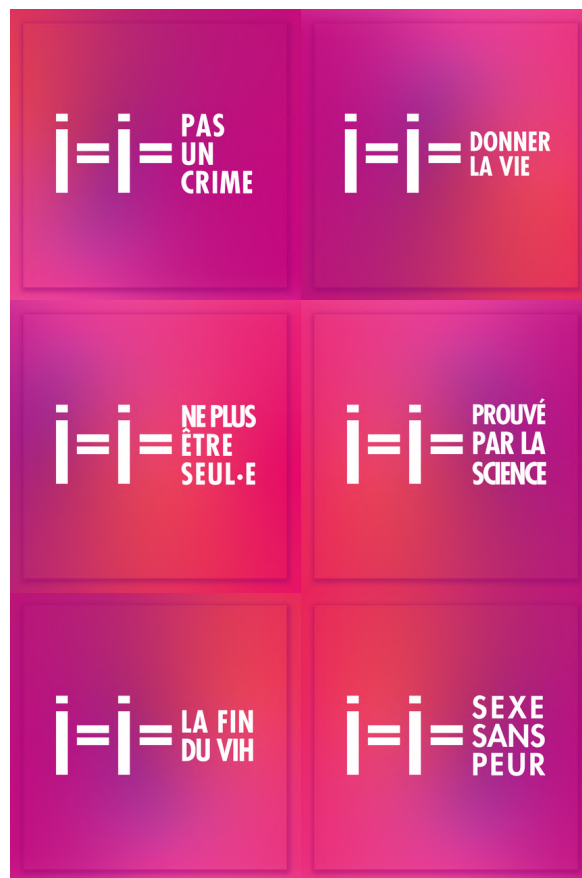 i=i= PAS
UN
CRIME
i=i= DONNER
LA VIE
i=i= NE PLUS
ÊTRE
SEUL·E
i=i= PROUVÉ
PAR LA
SCIENCE
i=i= LA FIN
DU VIH
i=i= SEXE
SANS
PEUR